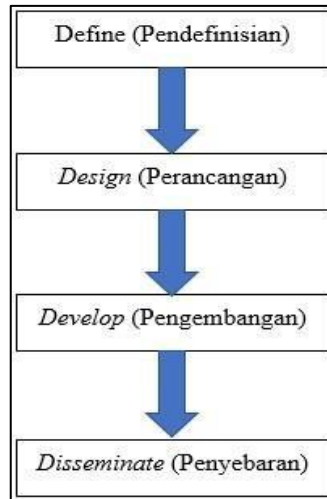 Define (Pendefinisian)
Design (Perancangan)
Develop (Pengembangan)
Disseminate (Penyebaran)